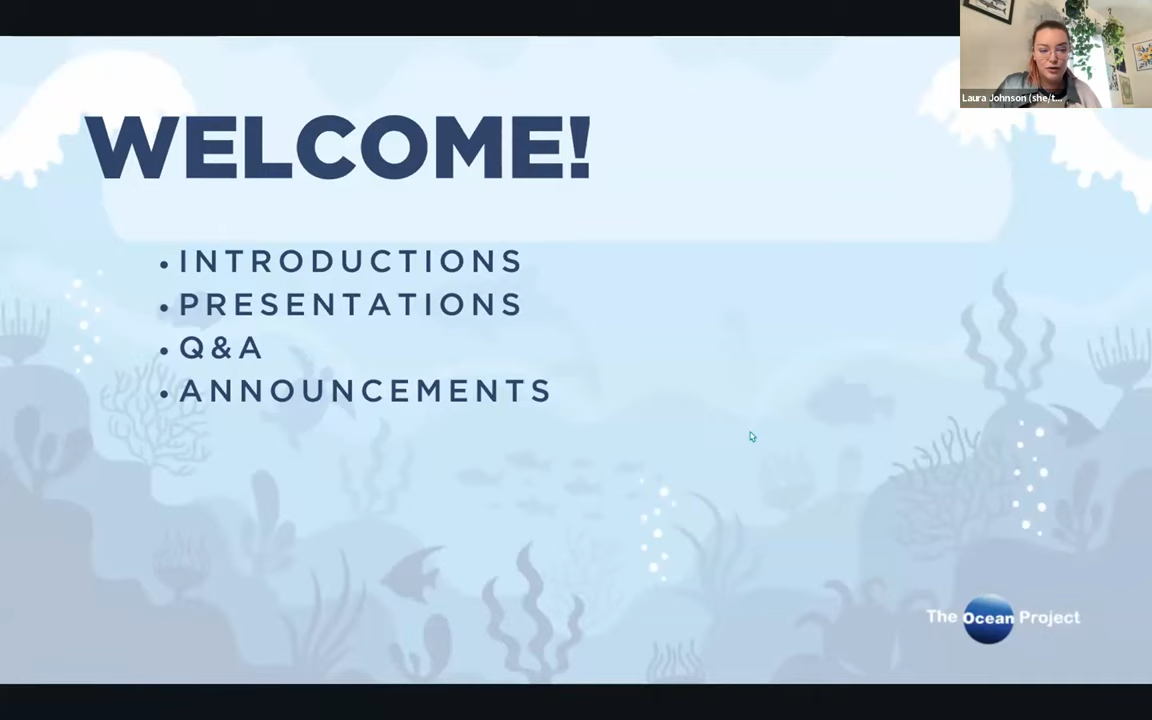 Laura Johnson (she/t...
WELCOME!
• INTRODUCTIONS
• PRESENTATIONS
• Q&A
• ANNOUNCEMENTS
The Ocean Project